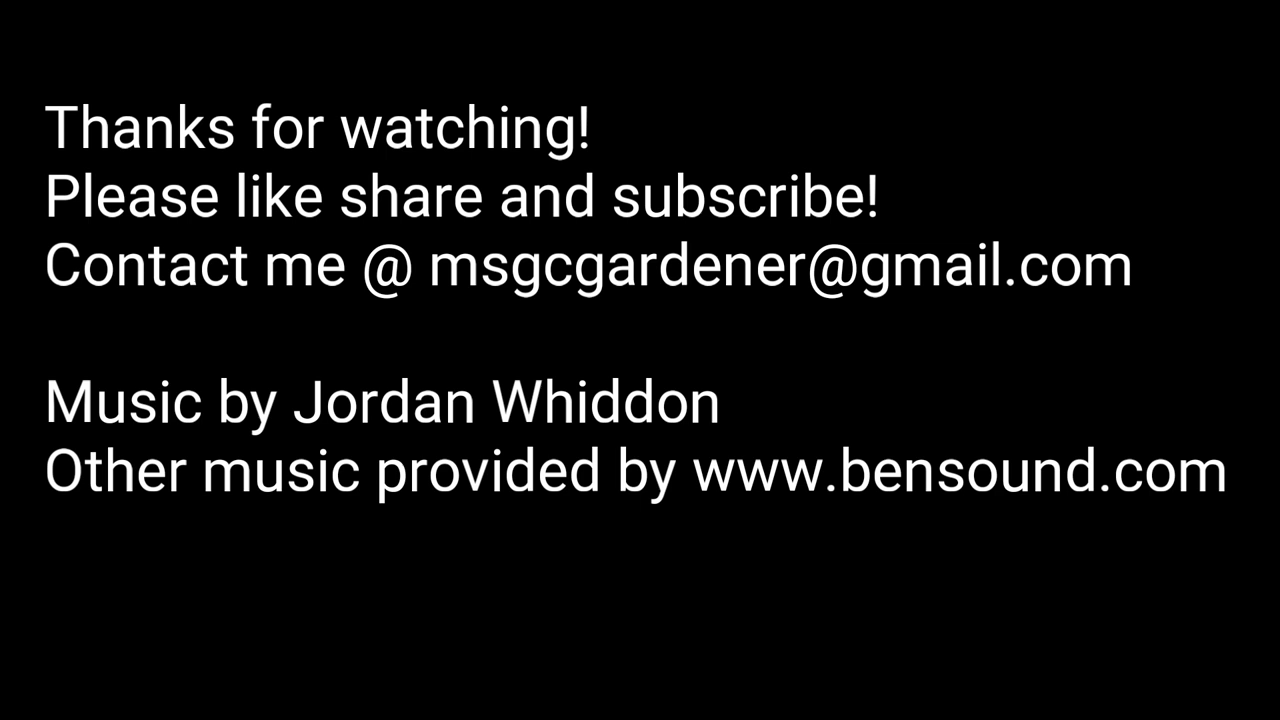 Thanks for watching!
Please like share and subscribe!
Contact me @ msgcgardener@gmail.com
Music by Jordan Whiddon
Other music provided by www.bensound.com